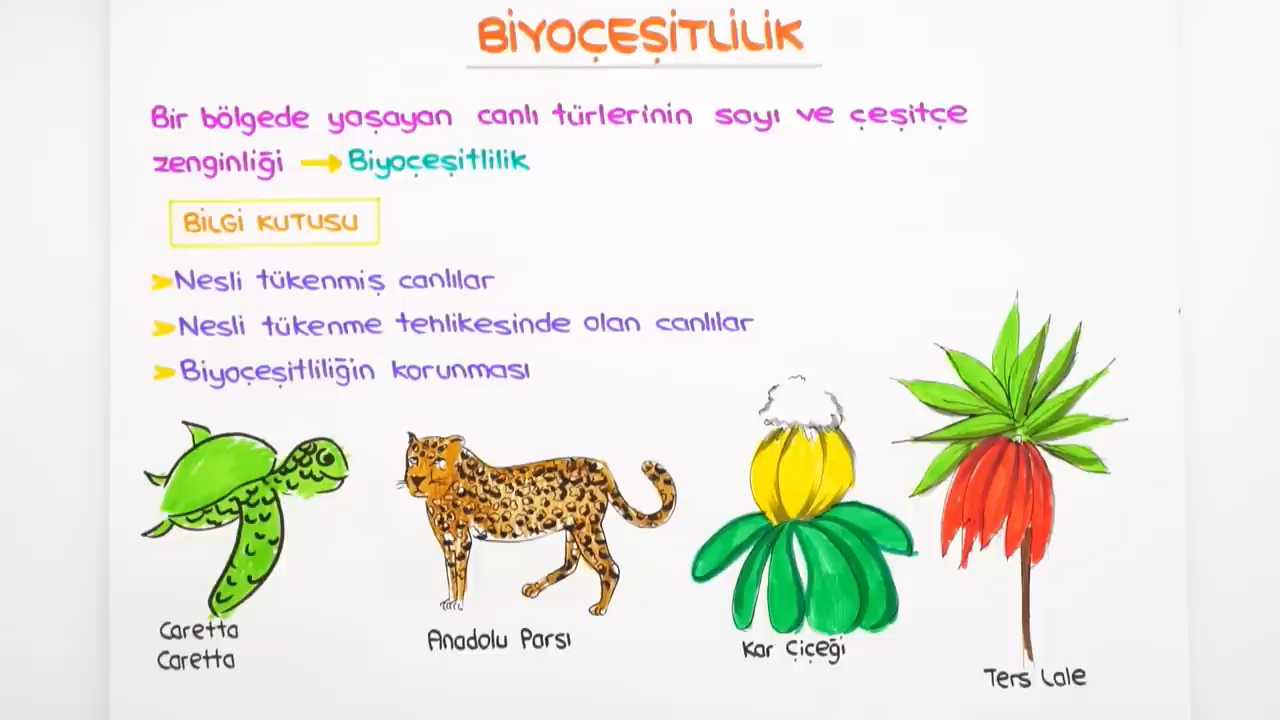 BİYOÇEŞİTLİLİK
Bir bölgede yaşayan canlı türlerinin sayı ve çeşitçe
zenginliği → Biyoçeşitlilik
BİLGİ KUTUSU
➤Nesli tükenmiş canlılar
➤Nesli tükenme tehlikesinde olan canlılar
➤Biyoçeşitliliğin korunması
Caretta
Caretta
Anadolu Parsı
Kar Çiçeği
Ters Lale